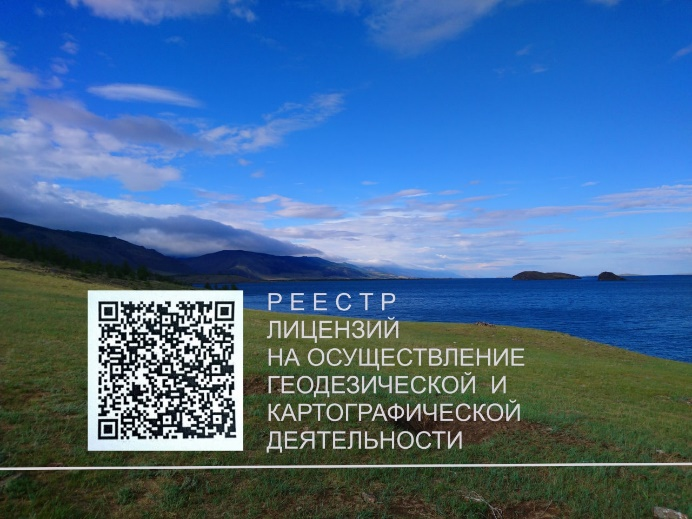 РЕЕСТР
ЛИЦЕНЗИЙ
НА ОСУЩЕСТВЛЕНИЕ
ГЕОДЕЗИЧЕСКОЙ И
КАРТОГРАФИЧЕСКОЙ
ДЕЯТЕЛЬНОСТИ